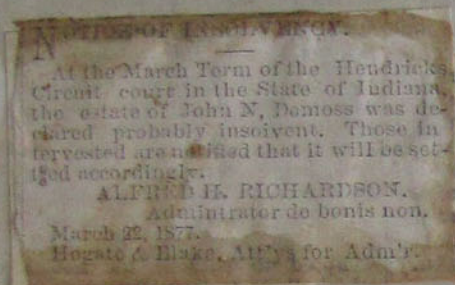 NOTICE OF INSOLVENCY.
At the March Term of the Hendricks
Circuit court in the State of Indiana,
the estate of John N, Demoss was de-
clared probably insolvent. Those in
tervested are notified that it will be set-
tled accordingly.
ALFRED H. RICHARDSON.
Admintrator de bonis non.
March 22, 1877.
Hogate & Blake, Att'ys for Adm'r.